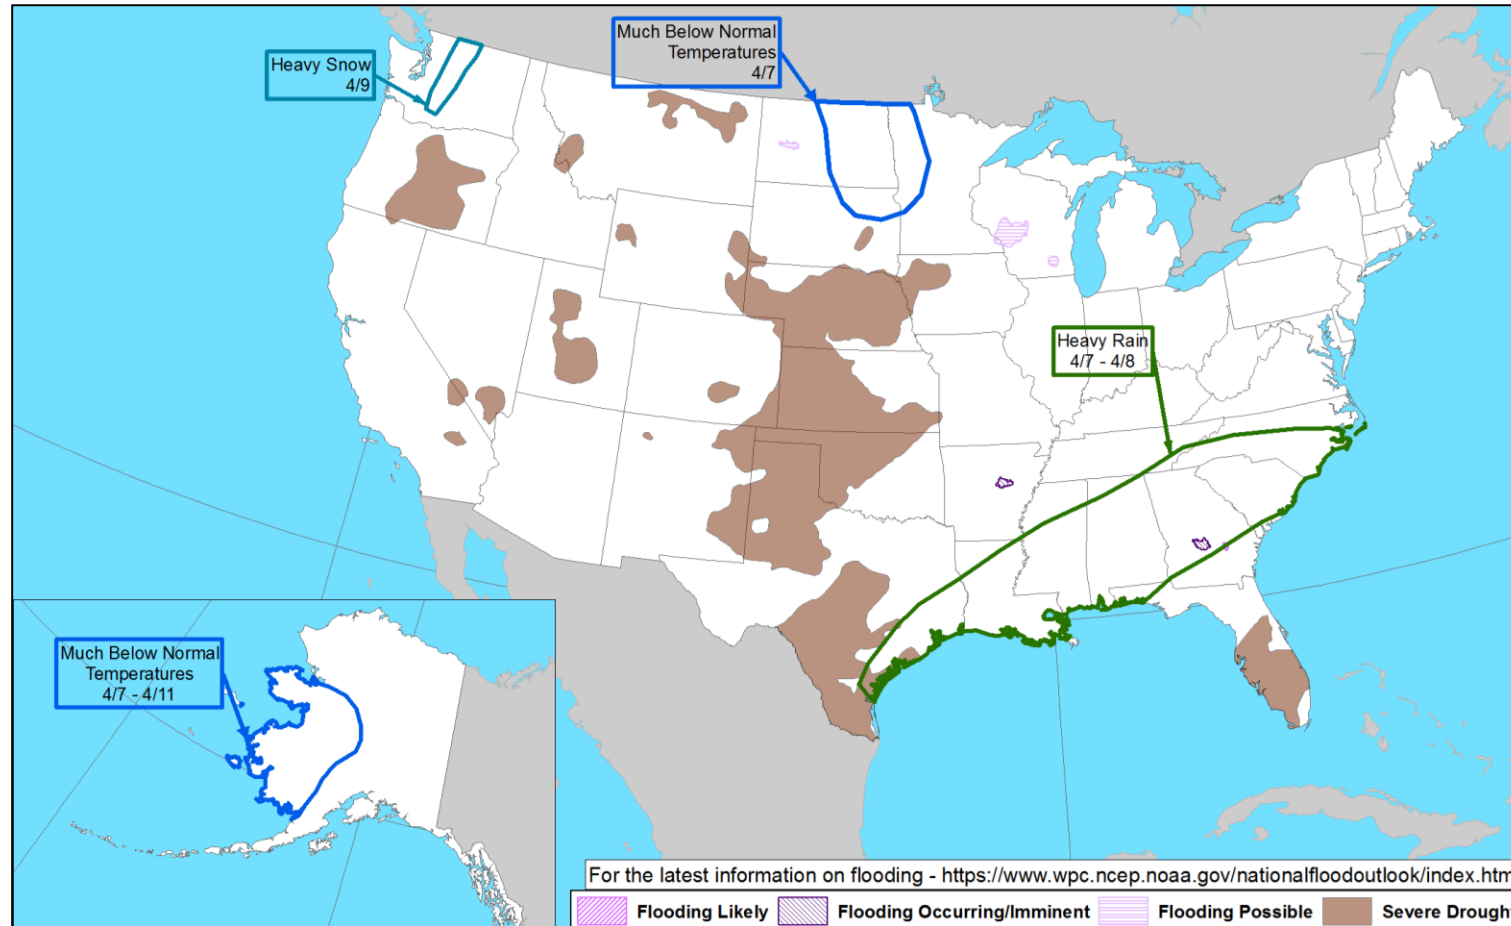 Much Below Normal
Temperatures
4/7
Heavy Snow
4/9
Heavy Rain
4/7 - 4/8
Much Below Normal
Temperatures
4/7 - 4/11
For the latest information on flooding - https://www.wpc.ncep.noaa.gov/nationalfloodoutlook/index.htm
Flooding Likely
Flooding Occurring/Imminent
Flooding Possible
Severe Drought